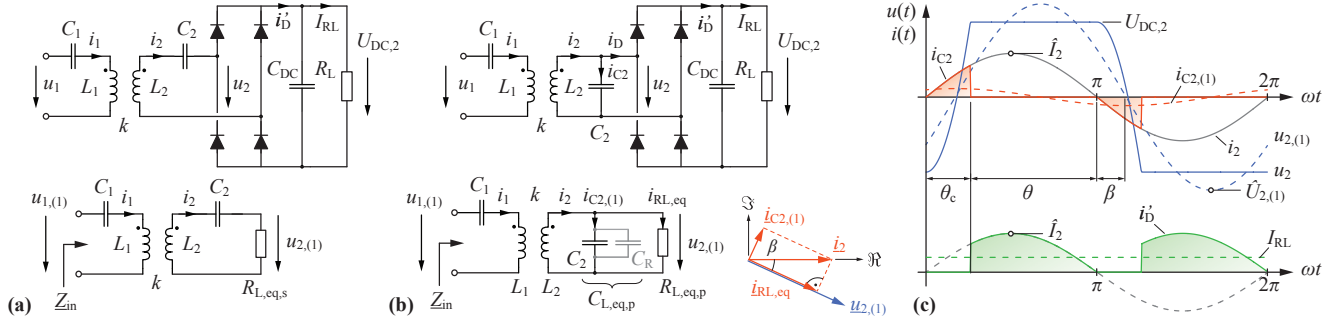 C1 i1 i2 C2 i'D IRL UDC,2
u1 L1 L2 u2 CDC RL
k
u1,(1) C1 i1 i2 C2
L1 L2 u2,(1)
(a) Zin k RL,eq,s
C1 i1 i2 iD i'D IRL UDC,2
iC2
u1 L1 L2 u2 CDC RL
k C2
u1,(1) C1 i1 k i2 iC2,(1) iRL,eq
C2 CR u2,(1)
(b) Zin L1 L2 CL,eq,p RL,eq,p
ℑ iC2,(1) i2
β ℜ
iRL,eq u2,(1)
u(t) UDC,2
i(t)
iC2 Î2 iC2,(1)
π 2π ωt
i2 u2,(1)
u2
θc θ β Û2,(1)
Î2 i'D IRL
(c) π 2π ωt